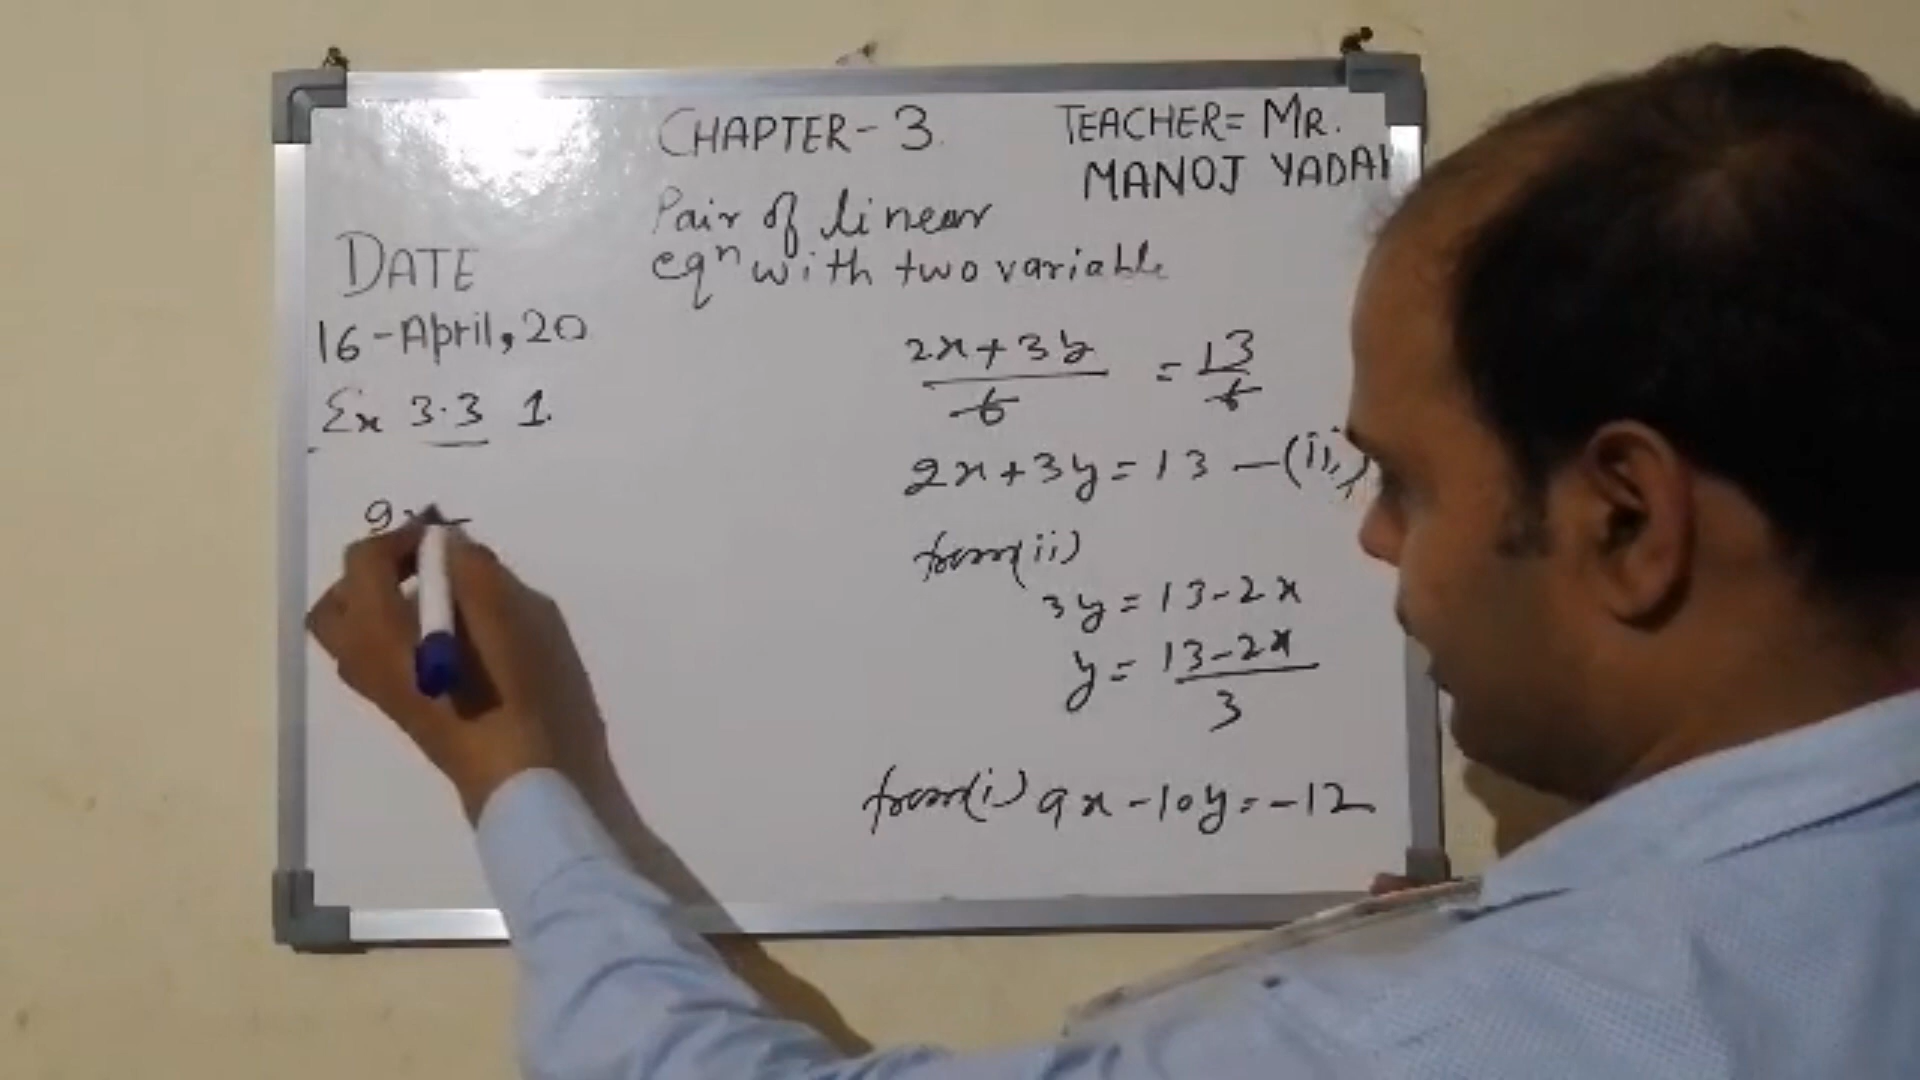 CHAPTER-3
TEACHER= MR.
MANOJ YADAV
Pair of linear
eqⁿ with two variable
DATE
16-April, 20
Ex 3.3 1.
9x-
2x+3y/6 = 13/6
2x+3y=13 -(ii)
from(ii)
3y=13-2x
y=13-2x/3
from(i) 9x-10y=-12